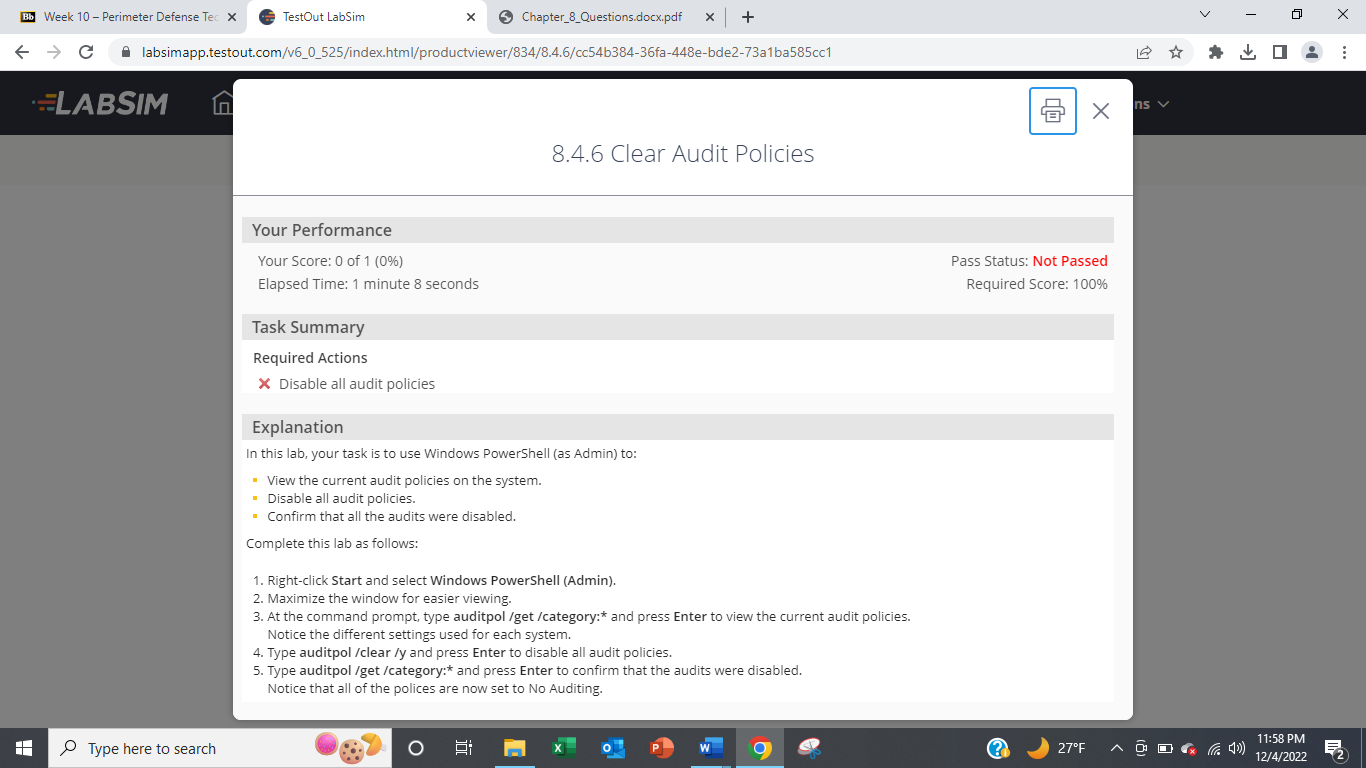 Week 10 – Perimeter Defense Tec
TestOut LabSim
Chapter_8_Questions.docx.pdf
labsimapp.testout.com/v6_0_525/index.html/productviewer/834/8.4.6/cc54b384-36fa-448e-bde2-73a1ba585cc1
LABSIM
ns
8.4.6 Clear Audit Policies
Your Performance
Your Score: 0 of 1 (0%)
Pass Status: Not Passed
Elapsed Time: 1 minute 8 seconds
Required Score: 100%
Task Summary
Required Actions
Disable all audit policies
Explanation
In this lab, your task is to use Windows PowerShell (as Admin) to:
View the current audit policies on the system.
Disable all audit policies.
Confirm that all the audits were disabled.
Complete this lab as follows:
1. Right-click Start and select Windows PowerShell (Admin).
2. Maximize the window for easier viewing.
3. At the command prompt, type auditpol /get /category:* and press Enter to view the current audit policies.
Notice the different settings used for each system.
4. Type auditpol /clear /y and press Enter to disable all audit policies.
5. Type auditpol /get /category:* and press Enter to confirm that the audits were disabled.
Notice that all of the polices are now set to No Auditing.
Type here to search
27°F
11:58 PM
12/4/2022
2